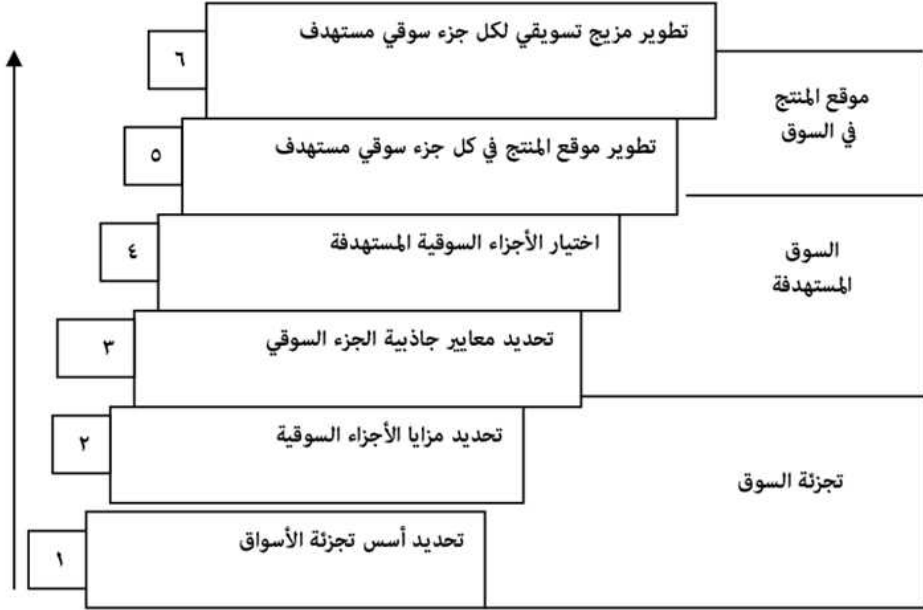 تطوير مزيج تسويقي لكل جزء سوقي مستهدف
٦
موقع المنتج
في السوق
تطوير موقع المنتج في كل جزء سوقي مستهدف
٥
اختيار الأجزاء السوقية المستهدفة
٤
السوق
المستهدفة
تحديد معايير جاذبية الجزء السوقي
٣
تحديد مزايا الأجزاء السوقية
٢
تجزئة السوق
تحديد أسس تجزئة الأسواق
١